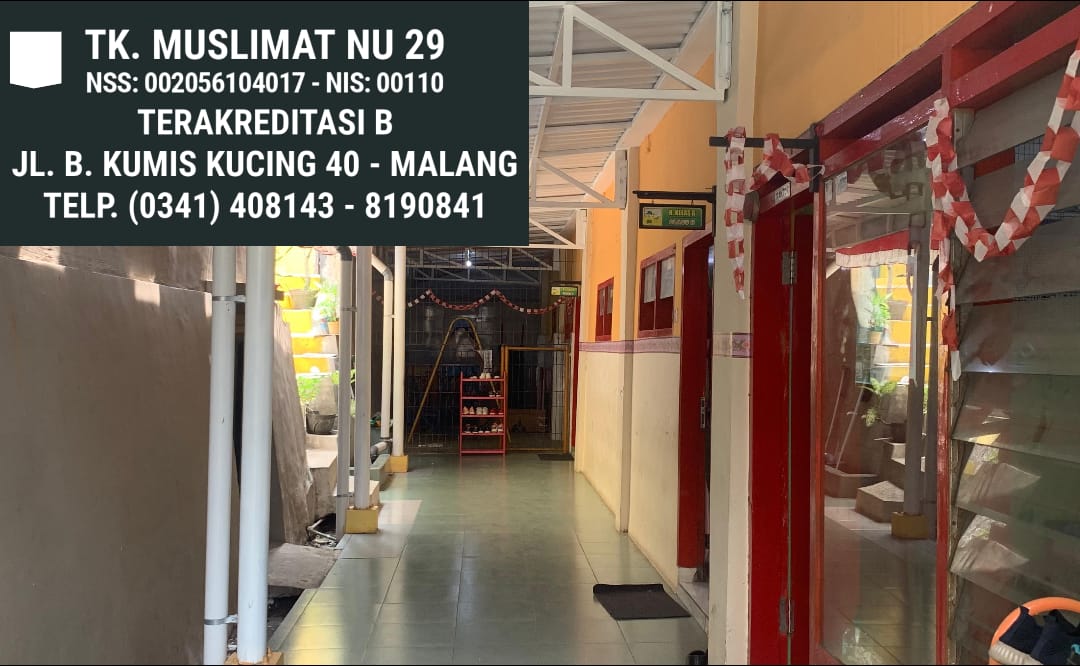 TK. MUSLIMAT NU 29
NSS: 002056104017 - NIS: 00110
TERAKREDITASI B
JL. B. KUMIS KUCING 40 - MALANG
TELP. (0341) 408143 - 8190841